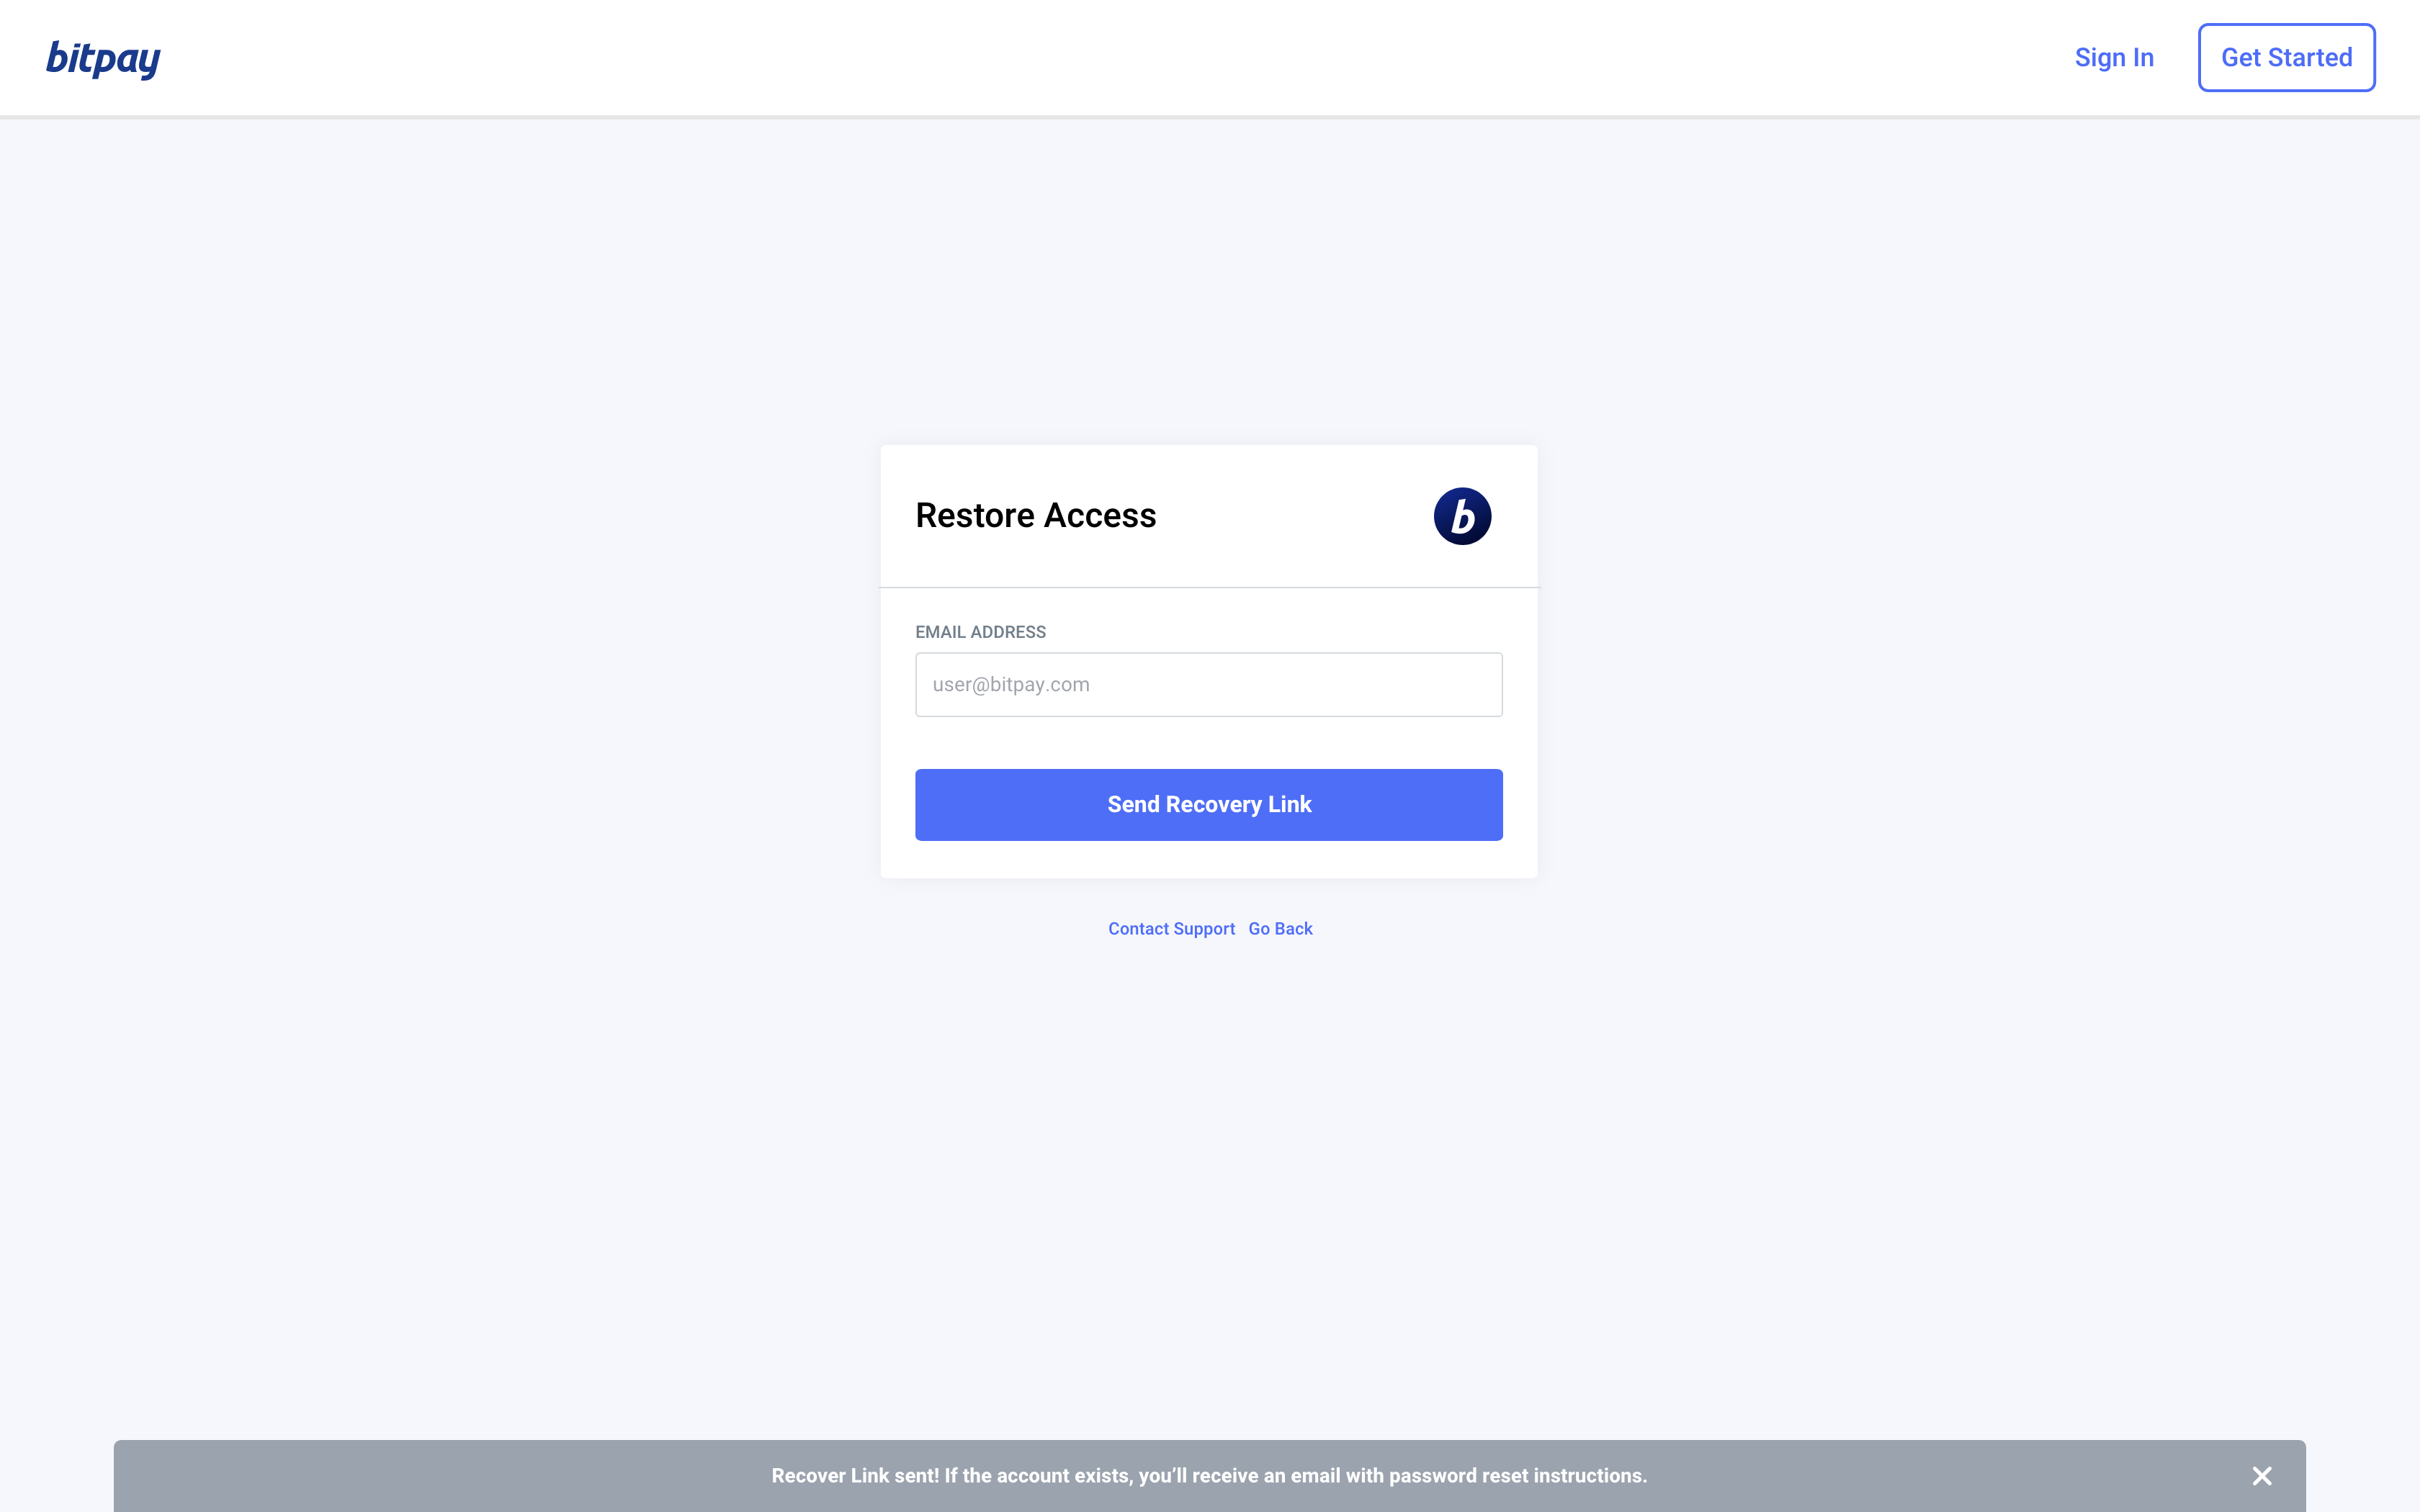 bitpay
Sign In
Get Started
Restore Access
b
EMAIL ADDRESS
user@bitpay.com
Send Recovery Link
Contact Support Go Back
Recover Link sent! If the account exists, you’ll receive an email with password reset instructions.